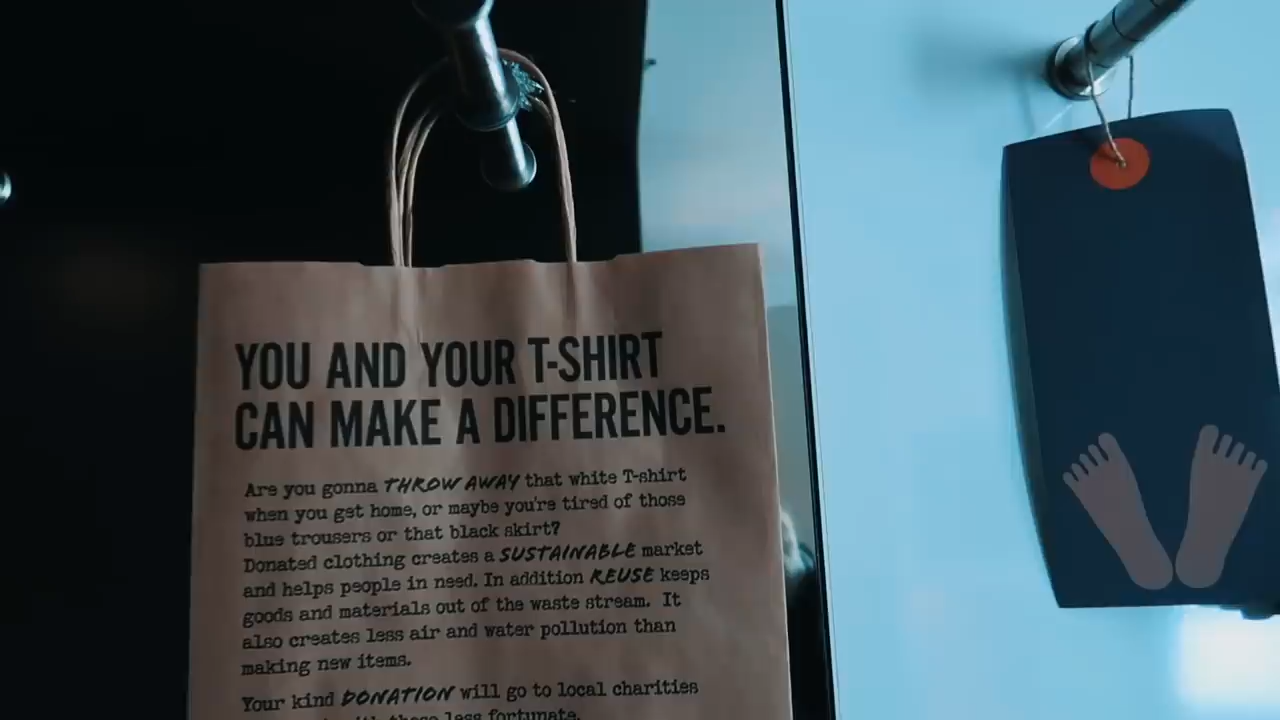 YOU AND YOUR T-SHIRT
CAN MAKE A DIFFERENCE.
Are you gonna THROW AWAY that white T-shirt
when you get home, or maybe you're tired of those
blue trousers or that black skirt?
Donated clothing creates a SUSTAINABLE market
and helps people in need. In addition REUSE keeps
goods and materials out of the waste stream. It
also creates less air and water pollution than
making new items.
Your kind DONATION will go to local charities
those less fortunate.